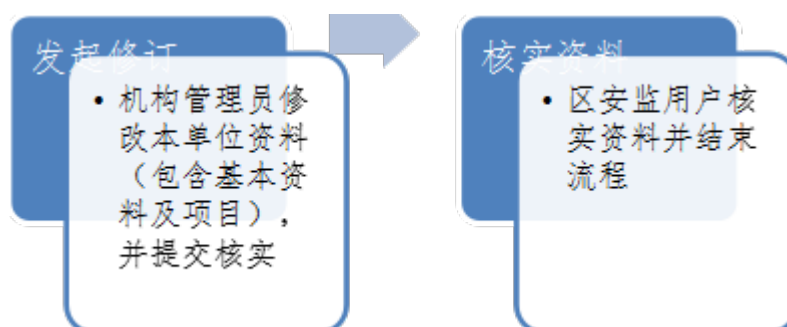 发起修订
• 机构管理员修
改本单位资料
（包含基本资
料及项目），
并提交核实
核实资料
• 区安监用户核
实资料并结束
流程